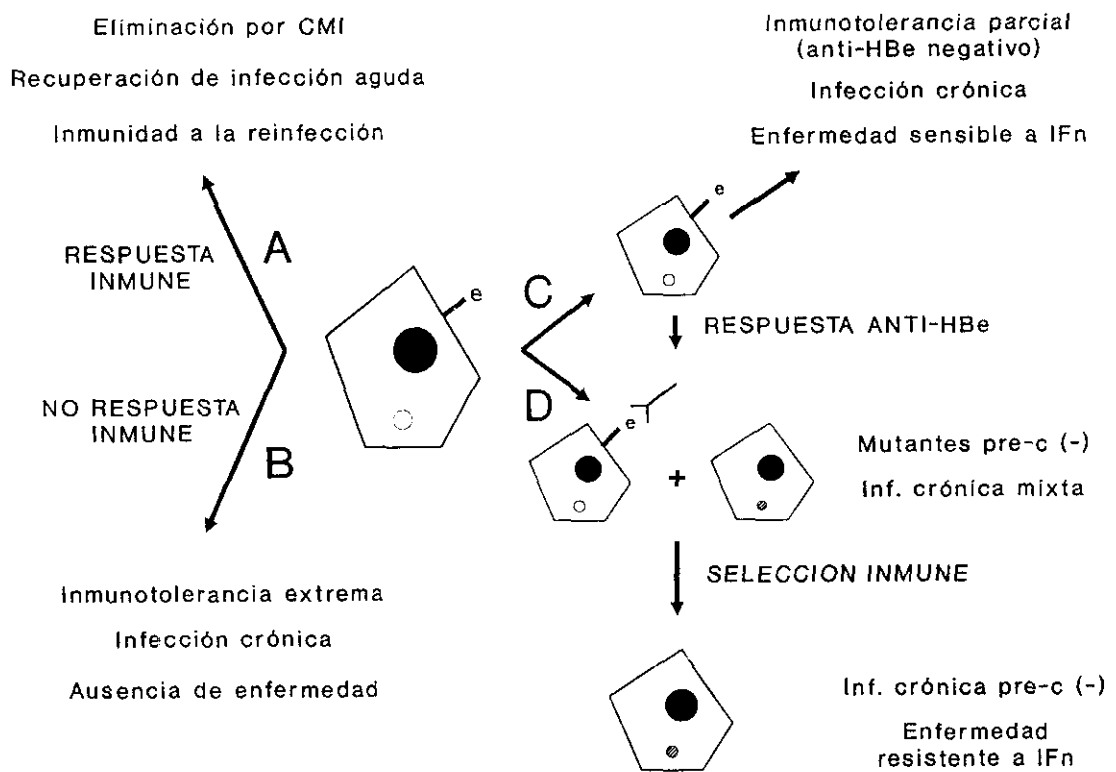 Eliminación por CMI
Recuperación de infección aguda
Inmunidad a la reinfección
Inmunotolerancia parcial
(anti-HBe negativo)
Infección crónica
Enfermedad sensible a IFn
e
A
RESPUESTA
INMUNE
e
C
RESPUESTA ANTI-HBe
NO RESPUESTA
INMUNE
B
D
e
+
Mutantes pre-c (-)
Inf. crónica mixta
SELECCION INMUNE
Inmunotolerancia extrema
Infección crónica
Ausencia de enfermedad
Inf. crónica pre-c (-)
Enfermedad
resistente a IFn